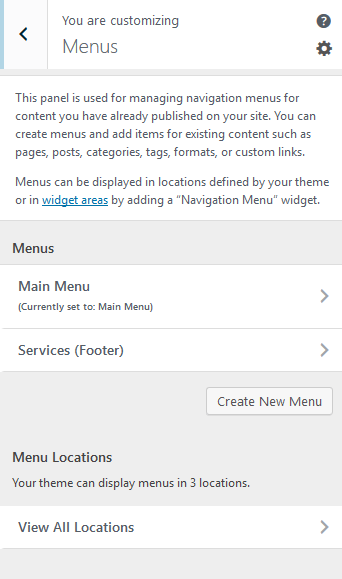 You are customizing
Menus
This panel is used for managing navigation menus for
content you have already published on your site. You can
create menus and add items for existing content such as
pages, posts, categories, tags, formats, or custom links.
Menus can be displayed in locations defined by your theme
or in widget areas by adding a “Navigation Menu” widget.
Menus
Main Menu
(Currently set to: Main Menu)
Services (Footer)
Create New Menu
Menu Locations
Your theme can display menus in 3 locations.
View All Locations